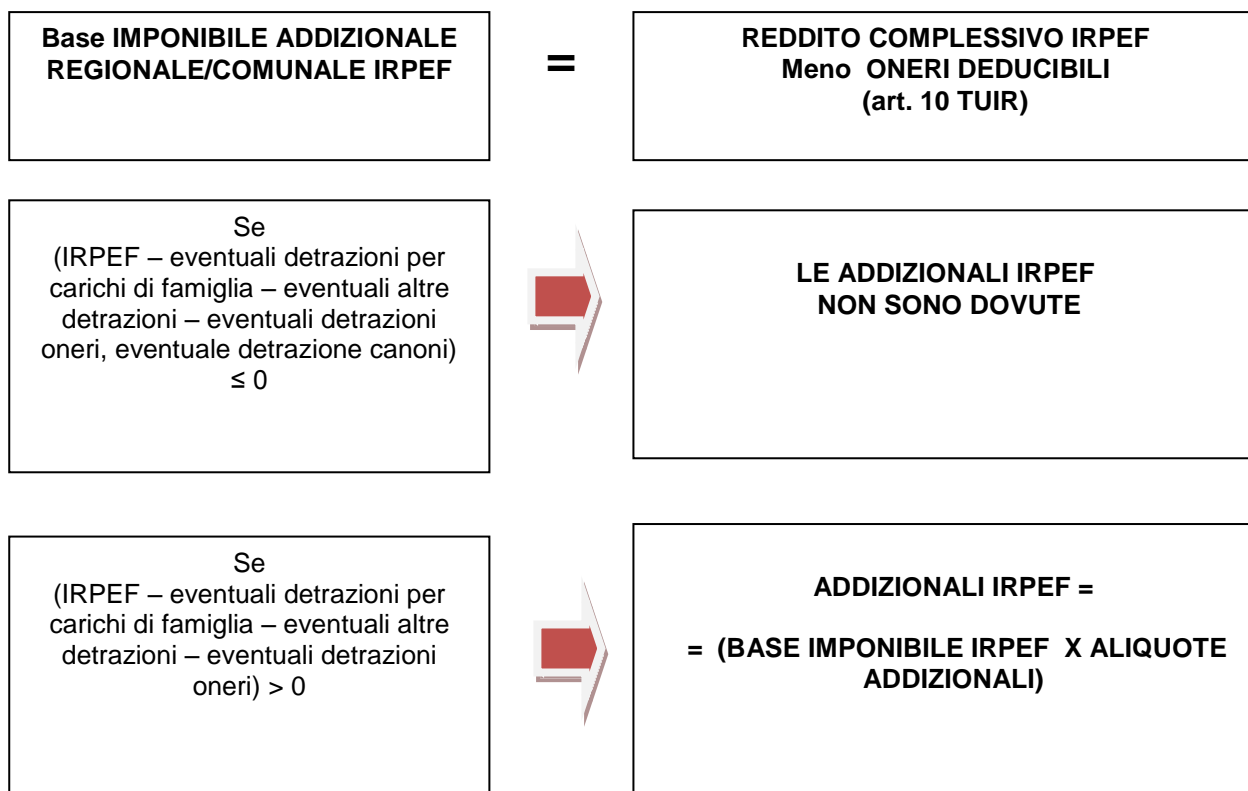 Base IMPONIBILE ADDIZIONALE
REGIONALE/COMUNALE IRPEF
=
REDDITO COMPLESSIVO IRPEF
Meno ONERI DEDUCIBILI
(art. 10 TUIR)
Se
(IRPEF – eventuali detrazioni per
carichi di famiglia – eventuali altre
detrazioni – eventuali detrazioni
oneri, eventuale detrazione canoni)
≤ 0
LE ADDIZIONALI IRPEF
NON SONO DOVUTE
Se
(IRPEF – eventuali detrazioni per
carichi di famiglia – eventuali altre
detrazioni – eventuali detrazioni
oneri) > 0
ADDIZIONALI IRPEF =
= (BASE IMPONIBILE IRPEF X ALIQUOTE
ADDIZIONALI)